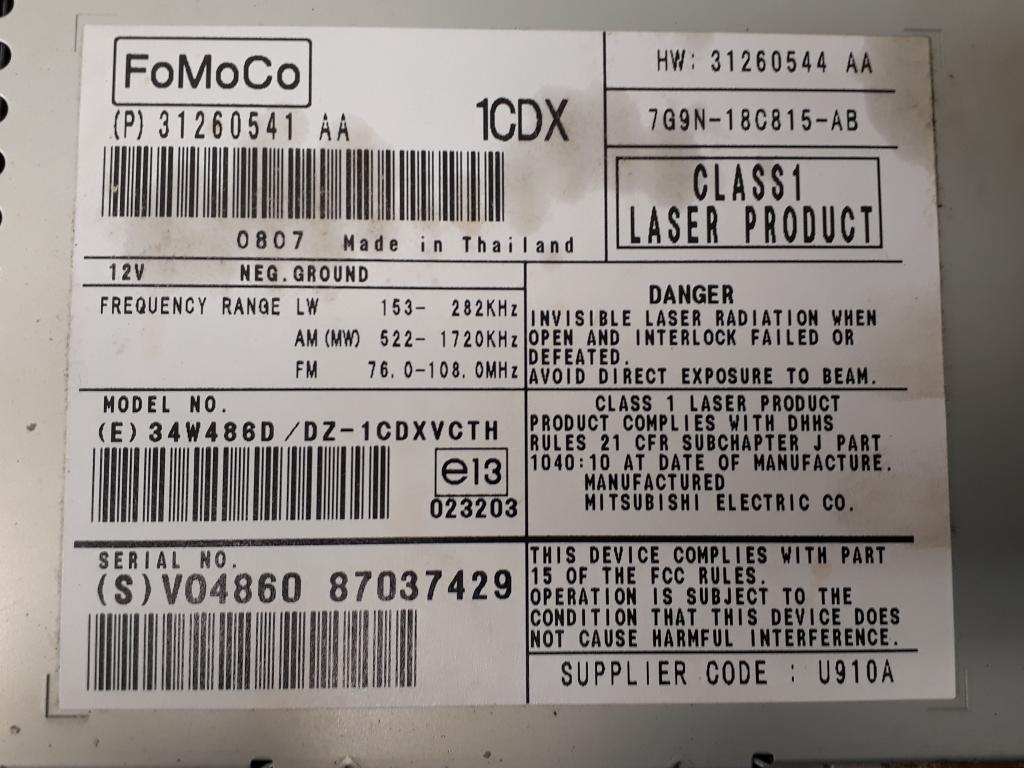 FoMoCo
(P) 31260541 AA
1CDX
0807 Made in Thailand
HW: 31260544 AA
7G9N-18C815-AB
CLASS1
LASER PRODUCT
12V NEG.GROUND
FREQUENCY RANGE LW 153- 282KHz
AM (MW) 522- 1720KHz
FM 76.0-108.0MHz
DANGER
INVISIBLE LASER RADIATION WHEN
OPEN AND INTERLOCK FAILED OR
DEFEATED.
AVOID DIRECT EXPOSURE TO BEAM.
MODEL NO.
(E) 34W486D /DZ-1CDXVCTH
e13
023203
CLASS 1 LASER PRODUCT
PRODUCT COMPLIES WITH DHHS
RULES 21 CFR SUBCHAPTER J PART
1040:10 AT DATE OF MANUFACTURE.
MANUFACTURED
MITSUBISHI ELECTRIC CO.
SERIAL NO.
(S) VO4860 87037429
THIS DEVICE COMPLIES WITH PART
15 OF THE FCC RULES.
OPERATION IS SUBJECT TO THE
CONDITION THAT THIS DEVICE DOES
NOT CAUSE HARMFUL INTERFERENCE.
SUPPLIER CODE : U910A